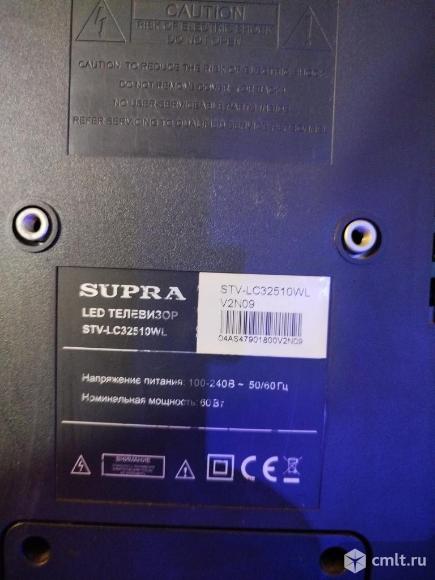 CAUTION
RISK OF ELECTRIC SHOCK
DO NOT OPEN
CAUTION: TO REDUCE THE RISK OF ELECTRIC SHOCK,
DO NOT REMOVE COVER (OR BACK).
NO USER SERVICEABLE PARTS INSIDE.
REFER SERVICING TO QUALIFIED SERVICE PERSONNEL.
SUPRA
LED ТЕЛЕВИЗОР
STV-LC32510WL
STV-LC32510WL
V2N09
04AS47901800V2N09
Напряжение питания: 100-240В ~ 50/60Гц
Номинальная мощность: 60Вт
ВНИМАНИЕ
CE
cmlt.ru